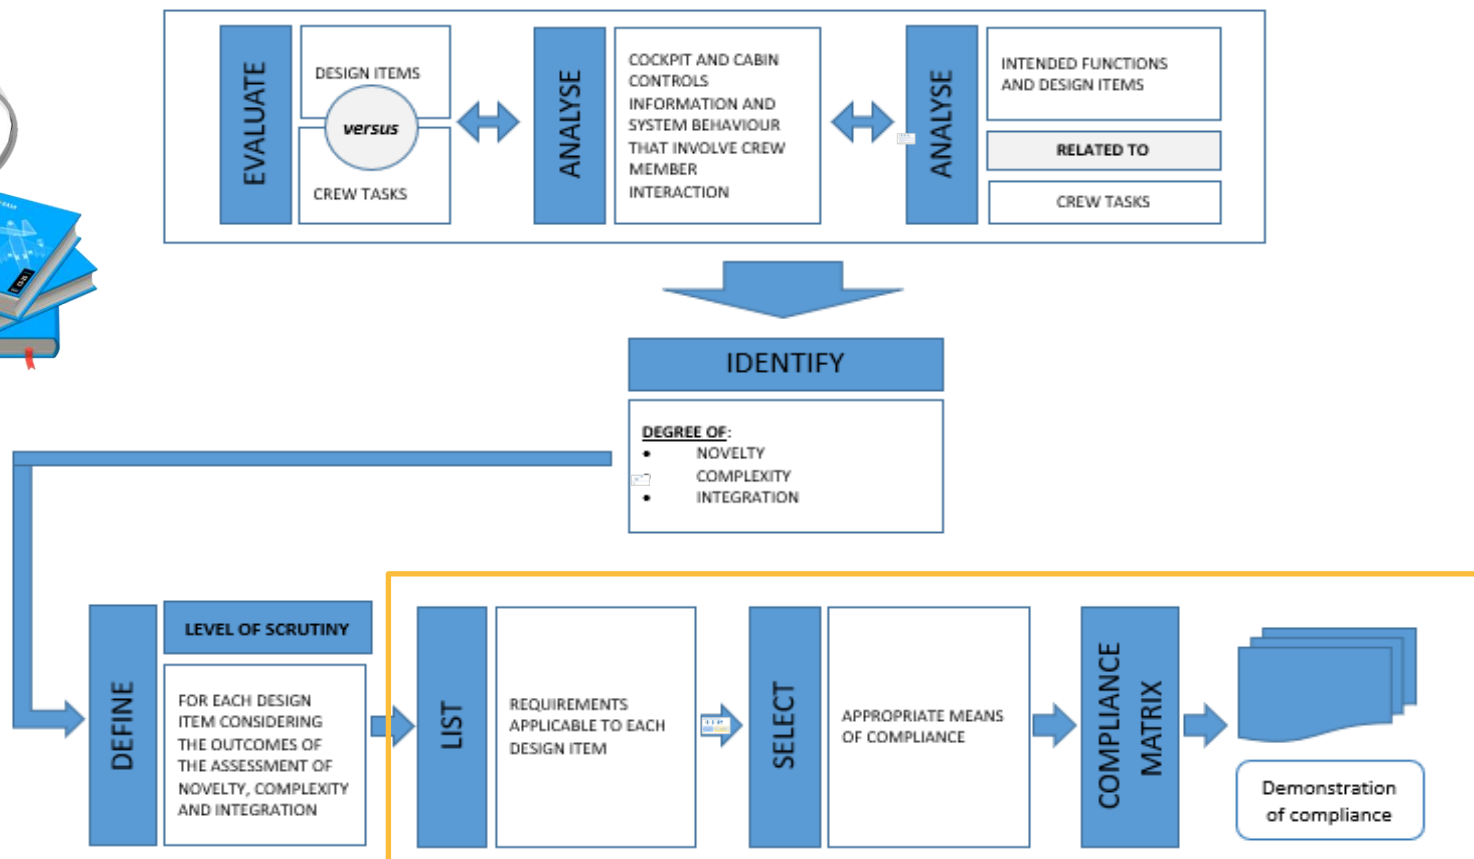 EVALUATE
DESIGN ITEMS
versus
CREW TASKS
ANALYSE
COCKPIT AND CABIN
CONTROLS
INFORMATION AND
SYSTEM BEHAVIOUR
THAT INVOLVE CREW
MEMBER
INTERACTION
ANALYSE
INTENDED FUNCTIONS
AND DESIGN ITEMS
RELATED TO
CREW TASKS
IDENTIFY
DEGREE OF:
• NOVELTY
COMPLEXITY
• INTEGRATION
DEFINE
LEVEL OF SCRUTINY
FOR EACH DESIGN
ITEM CONSIDERING
THE OUTCOMES OF
THE ASSESSMENT OF
NOVELTY, COMPLEXITY
AND INTEGRATION
LIST
REQUIREMENTS
APPLICABLE TO EACH
DESIGN ITEM
SELECT
APPROPRIATE MEANS
OF COMPLIANCE
COMPLIANCE
MATRIX
Demonstration
of compliance